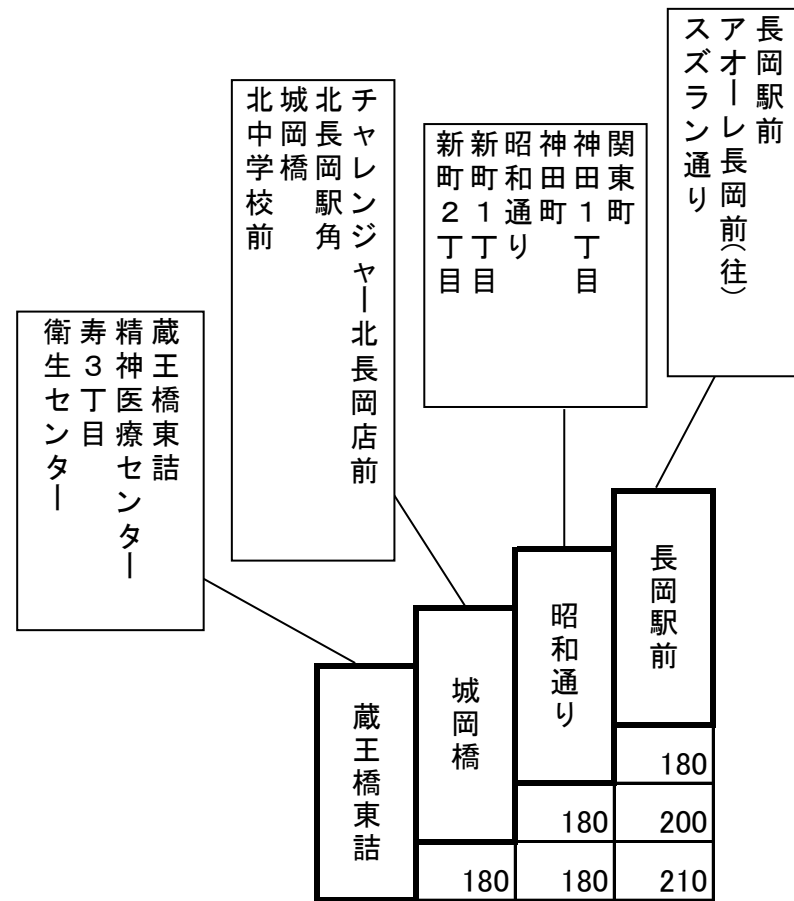 長岡駅前
アオーレ長岡前(往)
スズラン通り
関東町
神田1丁目
神田町
昭和通り
新町1丁目
新町2丁目
チャレンジャー北長岡店前
北長岡駅角
城岡橋
北中学校前
蔵王橋東詰
精神医療センター
寿3丁目
衛生センター
長岡駅前
昭和通り
城岡橋
蔵王橋東詰
180
180 200
180 180 210